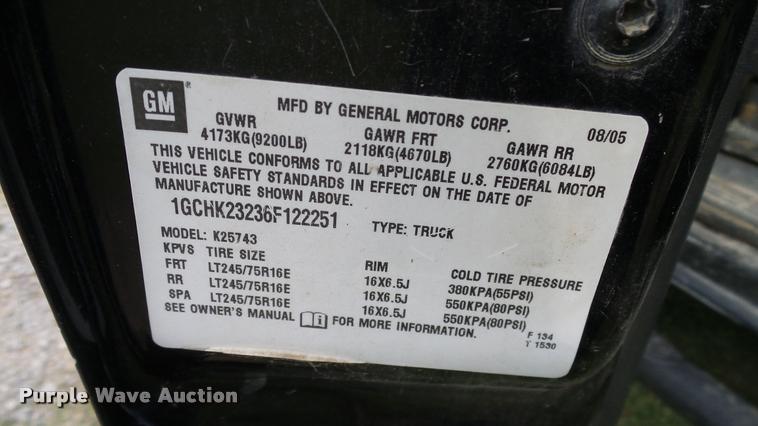 GM ®
MFD BY GENERAL MOTORS CORP. 08/05
GVWR GAWR FRT GAWR RR
4173KG(9200LB) 2118KG(4670LB) 2760KG(6084LB)
THIS VEHICLE CONFORMS TO ALL APPLICABLE U.S. FEDERAL MOTOR
VEHICLE SAFETY STANDARDS IN EFFECT ON THE DATE OF
MANUFACTURE SHOWN ABOVE.
1GCHK23236F122251 TYPE: TRUCK
MODEL: K25743
KPVS TIRE SIZE RIM COLD TIRE PRESSURE
FRT LT245/75R16E 16X6.5J 380KPA(55PSI)
RR LT245/75R16E 16X6.5J 550KPA(80PSI)
SPA LT245/75R16E 16X6.5J 550KPA(80PSI)
SEE OWNER'S MANUAL FOR MORE INFORMATION.
F 134
T 1530
Purple Wave Auction